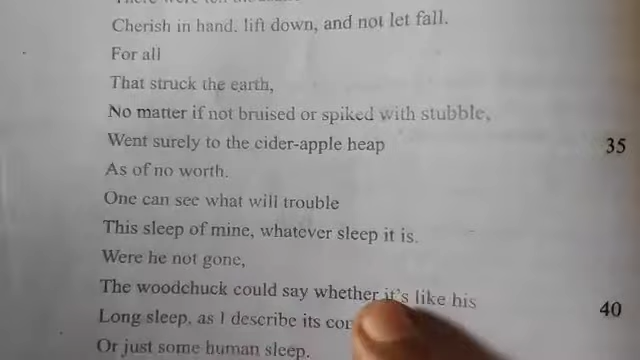 Cherish in hand. lift down, and not let fall.
For all
That struck the earth,
No matter if not bruised or spiked with stubble,
Went surely to the cider-apple heap 35
As of no worth.
One can see what will trouble
This sleep of mine, whatever sleep it is.
Were he not gone,
The woodchuck could say whether it's like his 40
Long sleep, as I describe its
Or just some human sleep.